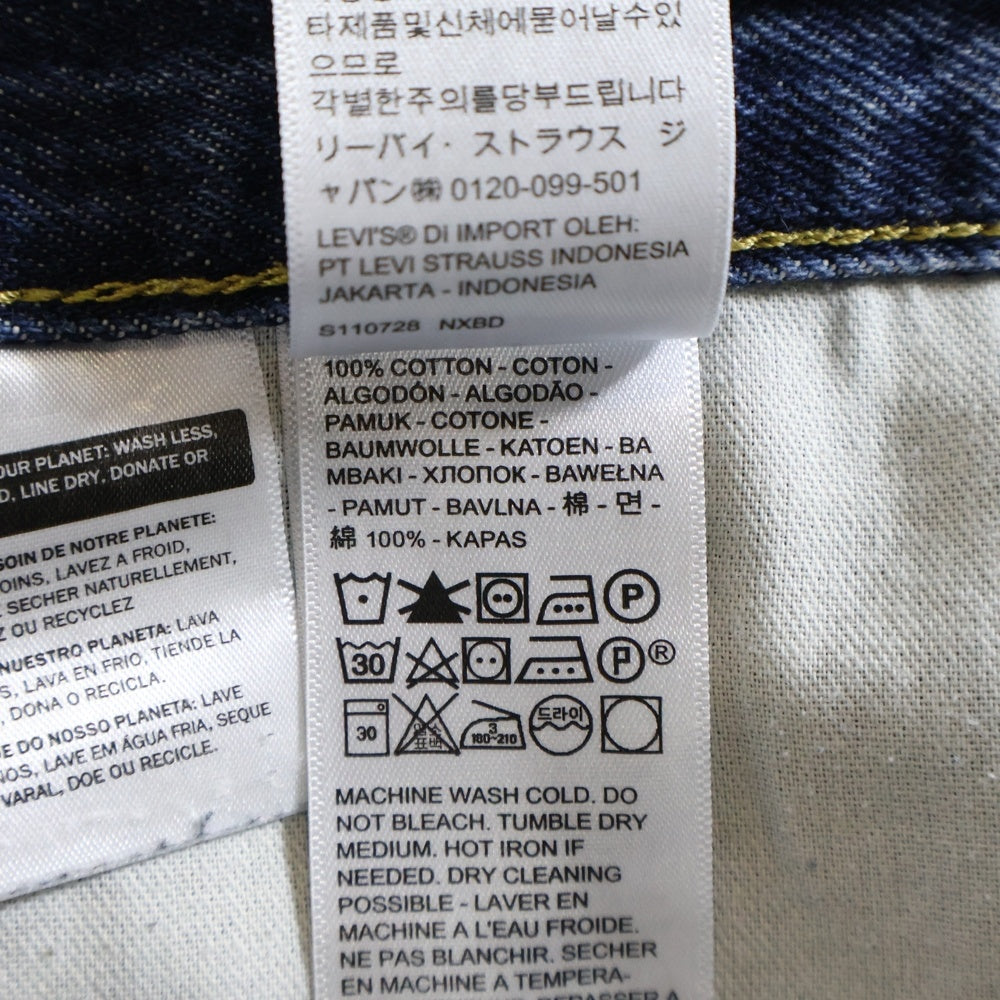 타제품및신체에묻어날수있
으므로
각별한주의를당부드립니다
リーバイ・ ストラウス ジ
ャパン㈱ 0120-099-501
LEVI'S® DI IMPORT OLEH:
PT LEVI STRAUSS INDONESIA
JAKARTA - INDONESIA
S110728 NXBD
100% COTTON - COTON -
ALGODÓN - ALGODÃO -
PAMUK - COTONE -
BAUMWOLLE - KATOEN - BA
MBAKI - ХЛОПОК - BAWEŁNA
- PAMUT - BAVLNA - 棉 - 면 -
綿 100% - KAPAS
P
30 P ®
30 3 180~210 드라이
MACHINE WASH COLD. DO
NOT BLEACH. TUMBLE DRY
MEDIUM. HOT IRON IF
NEEDED. DRY CLEANING
POSSIBLE - LAVER EN
MACHINE A L'EAU FROIDE.
NE PAS BLANCHIR. SECHER
EN MACHINE A TEMPERA-
OUR PLANET: WASH LESS,
D, LINE DRY, DONATE OR
SOIN DE NOTRE PLANETE:
OINS, LAVEZ A FROID,
SECHER NATURELLEMENT,
Z OU RECYCLEZ
NUESTRO PLANETA: LAVA
S, LAVA EN FRIO, TIENDE LA
, DONA O RECICLA.
E DO NOSSO PLANETA: LAVE
NOS, LAVE EM ÁGUA FRIA, SEQUE
VARAL, DOE OU RECICLE.